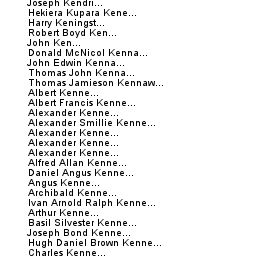 Joseph Kendri...
Hekiera Kupara Kene...
Harry Keningst...
Robert Boyd Ken...
John Ken...
Donald McNicol Kenna...
John Edwin Kenna...
Thomas John Kenna...
Thomas Jamieson Kennaw...
Albert Kenne...
Albert Francis Kenne...
Alexander Kenne...
Alexander Smillie Kenne...
Alexander Kenne...
Alexander Kenne...
Alexander Kenne...
Alfred Allan Kenne...
Daniel Angus Kenne...
Angus Kenne...
Archibald Kenne...
Ivan Arnold Ralph Kenne...
Arthur Kenne...
Basil Silvester Kenne...
Joseph Bond Kenne...
Hugh Daniel Brown Kenne...
Charles Kenne...